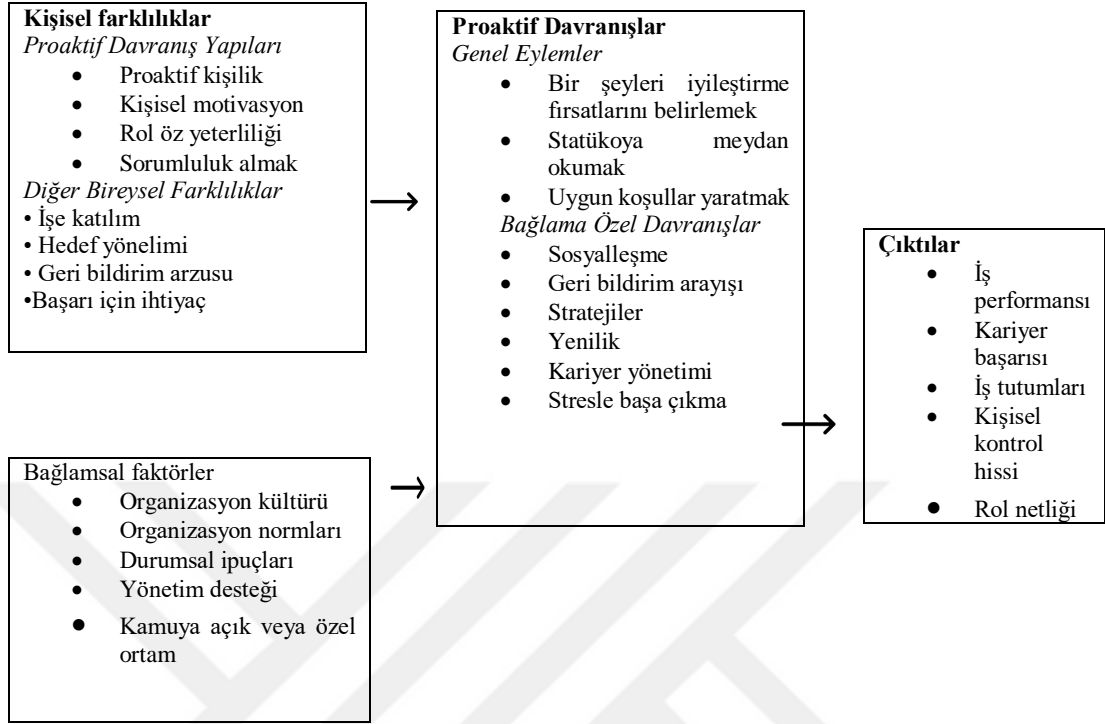 Kişisel farklılıklar
Proaktif Davranış Yapıları
• Proaktif kişilik
• Kişisel motivasyon
• Rol öz yeterliliği
• Sorumluluk almak
Diğer Bireysel Farklılıklar
• İşe katılım
• Hedef yönelimi
• Geri bildirim arzusu
•Başarı için ihtiyaç
Bağlamsal faktörler
• Organizasyon kültürü
• Organizasyon normları
• Durumsal ipuçları
• Yönetim desteği
• Kamuya açık veya özel
ortam
Proaktif Davranışlar
Genel Eylemler
• Bir şeyleri iyileştirme
fırsatlarını belirlemek
• Statükoya meydan
okumak
• Uygun koşullar yaratmak
Bağlama Özel Davranışlar
• Sosyalleşme
• Geri bildirim arayışı
• Stratejiler
• Yenilik
• Kariyer yönetimi
• Stresle başa çıkma
Çıktılar
• İş
performansı
• Kariyer
başarısı
• İş tutumları
• Kişisel
kontrol
hissi
• Rol netliği